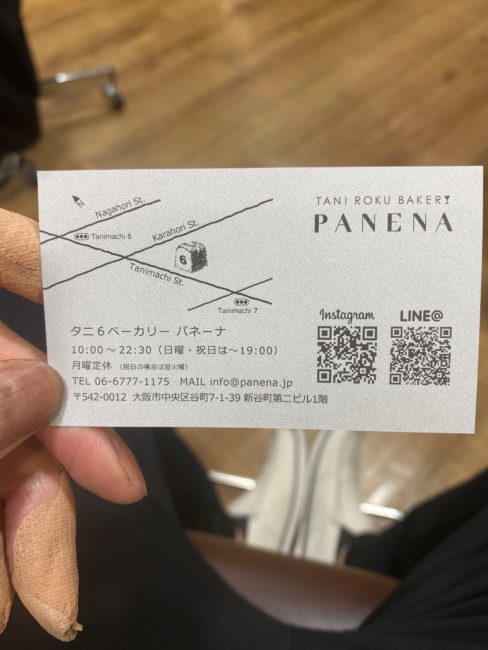 TANI ROKU BAKERY
PANENA
Nagahori St.
Tanimachi 6
Karahori St.
6
Tanimachi St.
Tanimachi 7
Instagram
LINE@
タニ6ベーカリー パネーナ
10:00～22:30（日曜・祝日は～19:00）
月曜定休 （祝日の場合は翌火曜）
TEL 06-6777-1175 MAIL info@panena.jp
〒542-0012 大阪市中央区谷町7-1-39 新谷町第二ビル1階